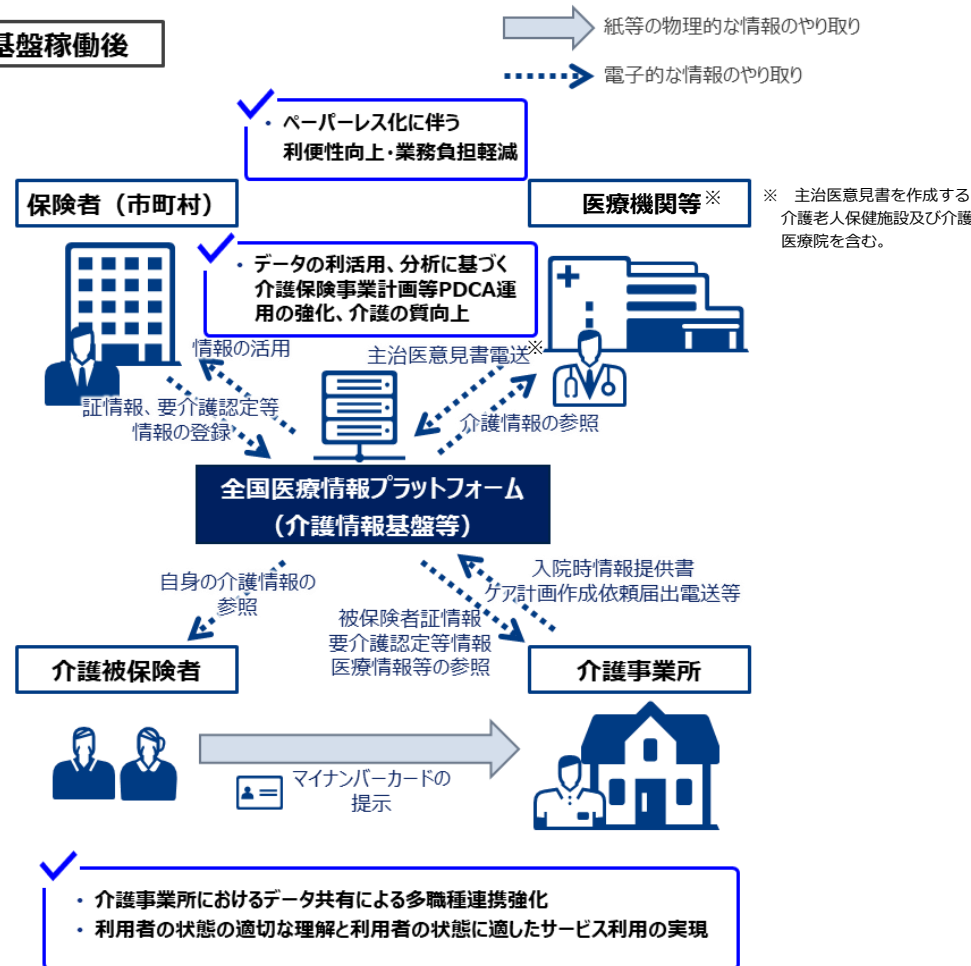 基盤稼働後
紙等の物理的な情報のやり取り
電子的な情報のやり取り
・ ペーパーレス化に伴う
利便性向上・業務負担軽減
保険者（市町村）
医療機関等※
※ 主治医意見書を作成する
介護老人保健施設及び介護
医療院を含む。
・ データの利活用、分析に基づく
介護保険事業計画等PDCA運
用の強化、介護の質向上
情報の活用
主治医意見書電送※
証情報、要介護認定等
情報の登録
介護情報の参照
全国医療情報プラットフォーム
（介護情報基盤等）
自身の介護情報の
参照
入院時情報提供書
ケア計画作成依頼届出電送等
被保険者証情報
要介護認定等情報
医療情報等の参照
介護被保険者
介護事業所
マイナンバーカードの
提示
・ 介護事業所におけるデータ共有による多職種連携強化
・ 利用者の状態の適切な理解と利用者の状態に適したサービス利用の実現